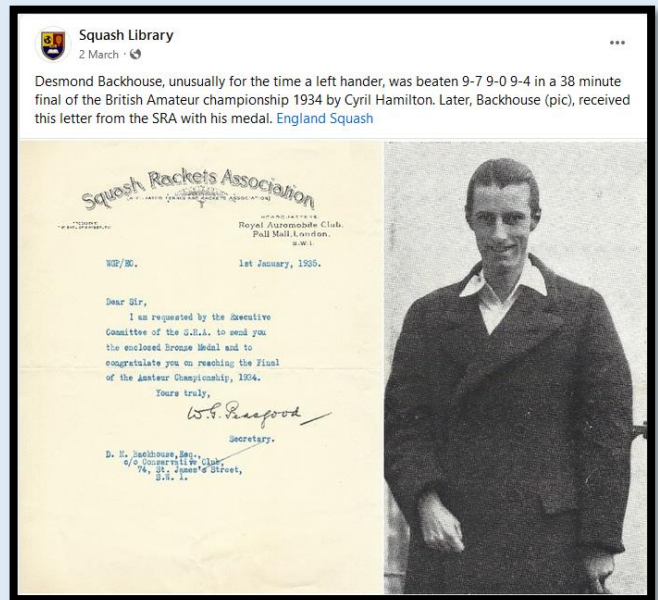 Squash Library
2 March ·
Desmond Backhouse, unusually for the time a left hander, was beaten 9-7 9-0 9-4 in a 38 minute
final of the British Amateur championship 1934 by Cyril Hamilton. Later, Backhouse (pic), received
this letter from the SRA with his medal. England Squash
Squash Rackets Association
HEADQUARTERS
Royal Automobile Club.
Pall Mall, London.
S.W.1.
WGP/HO. 1st January, 1935.
Dear Sir,
I am requested by the Executive
Committee of the S.R.A. to send you
the enclosed Bronze Medal and to
congratulate you on reaching the Final
of the Amateur Championship, 1934.
Yours truly,
W.G. Peasgood
Secretary.
D. N. Backhouse, Esq.,
c/o Conservative Club,
74, St. James's Street,
S.W. 1.